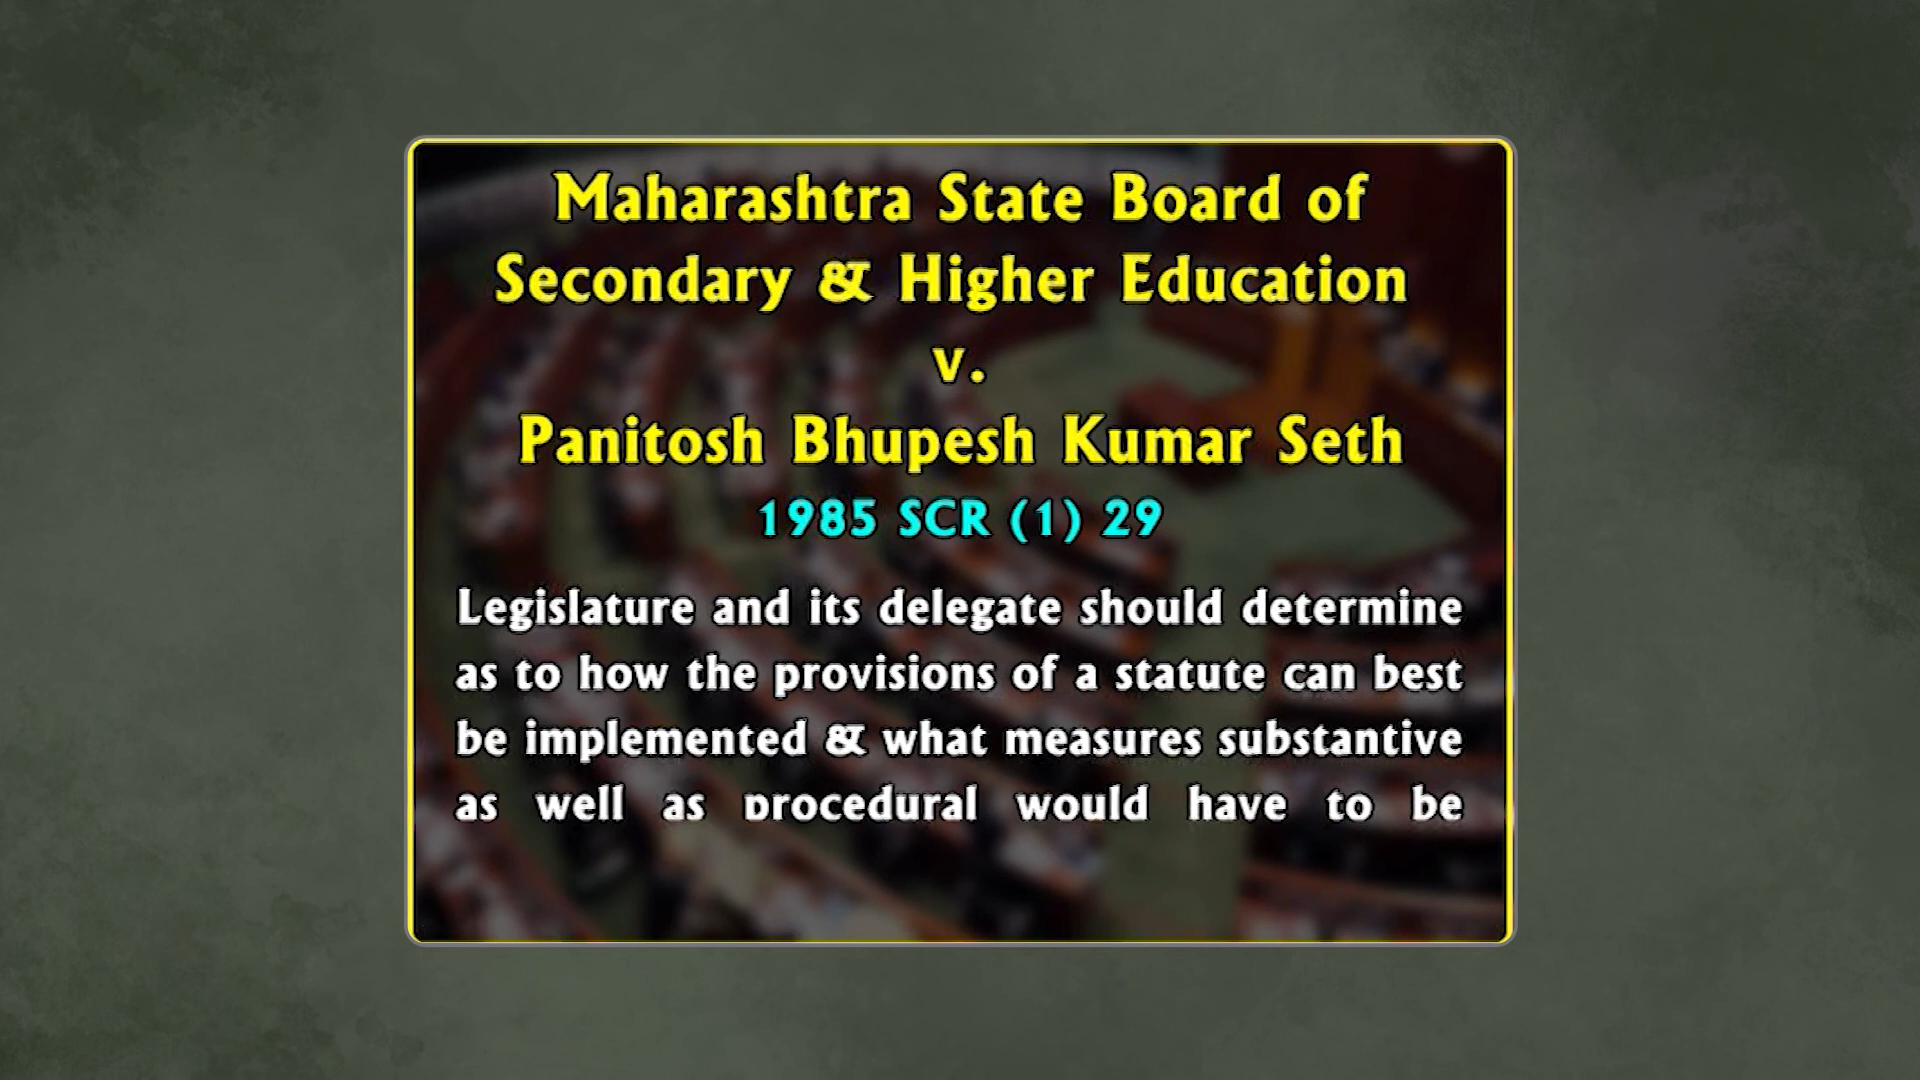 Maharashtra State Board of
Secondary & Higher Education
v.
Panitosh Bhupesh Kumar Seth
1985 SCR (1) 29
Legislature and its delegate should determine
as to how the provisions of a statute can best
be implemented & what measures substantive
as well as procedural would have to be